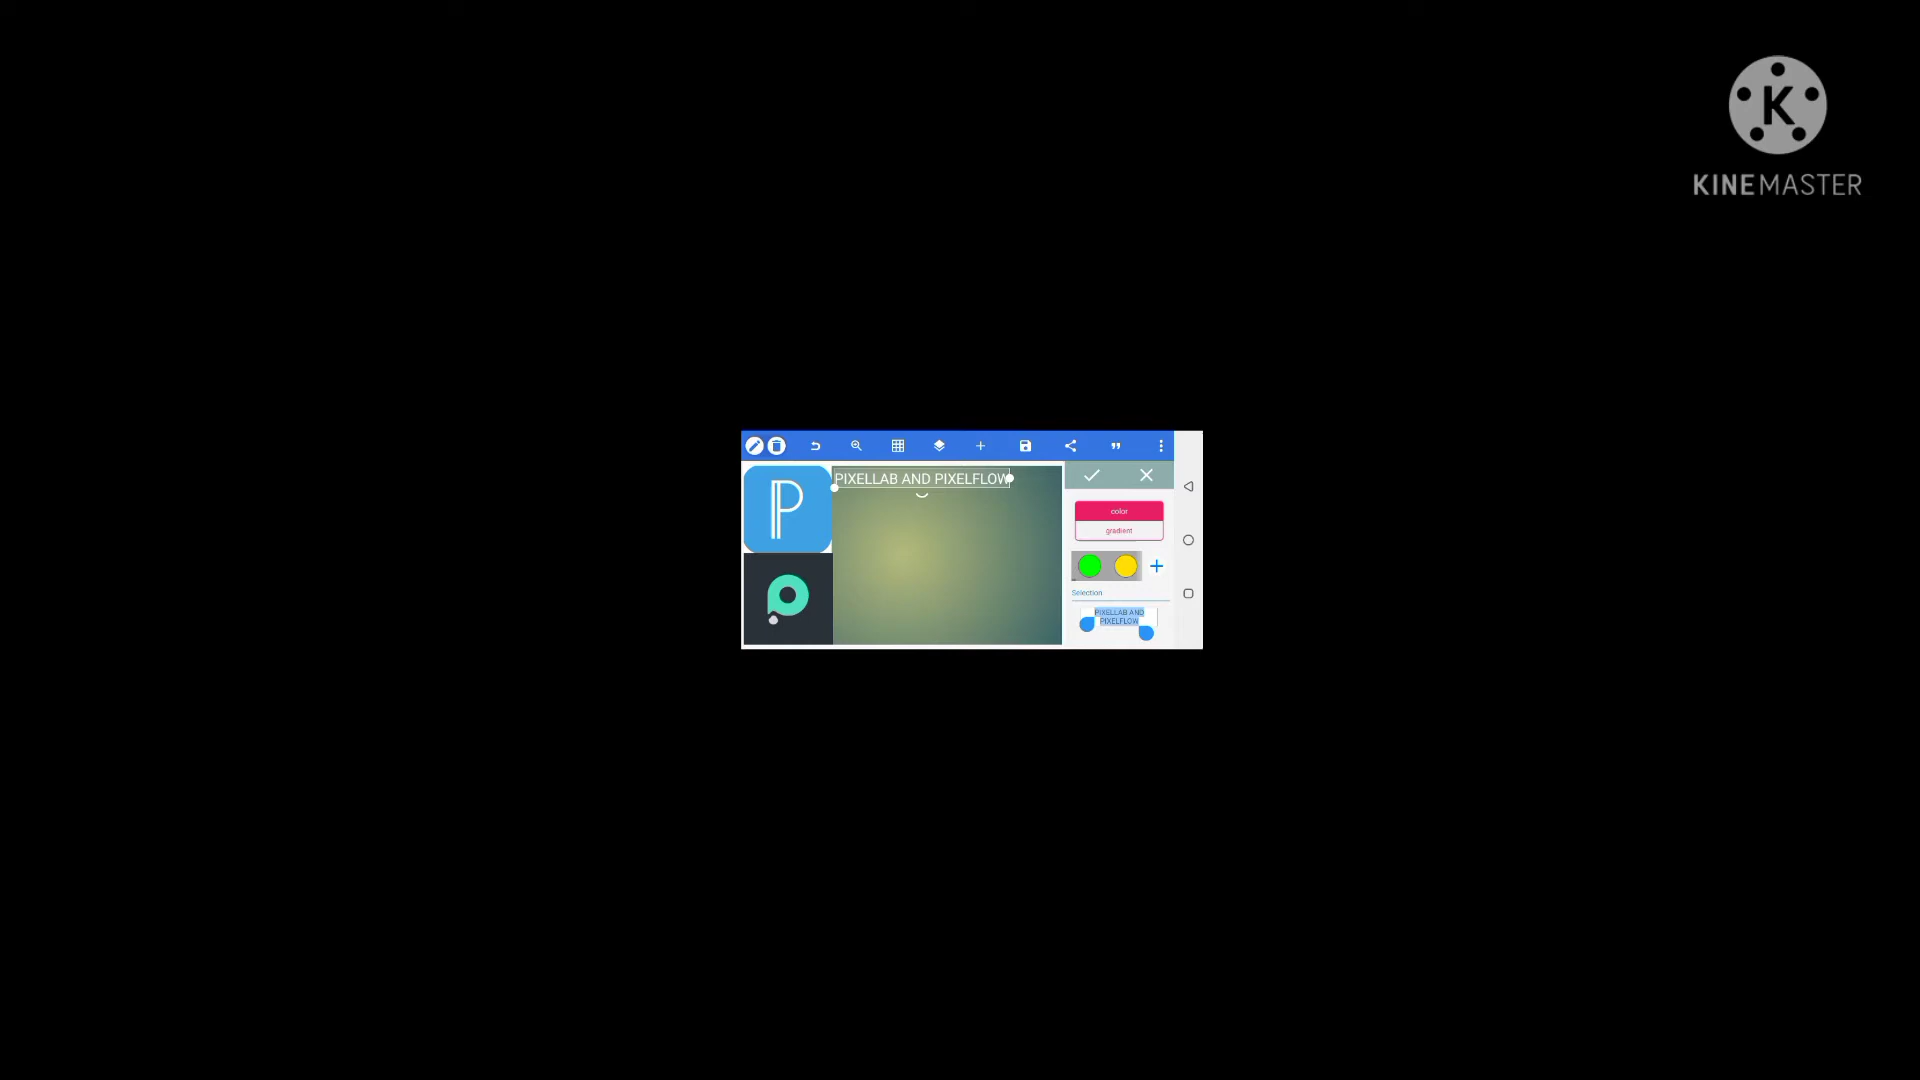 K
KINEMASTER
PIXELLAB AND PIXELFLOW
color
gradient
Selection
PIXELLAB AND
PIXELFLOW